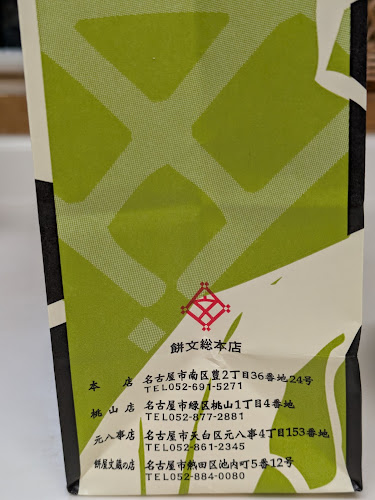 餅文総本店
本店 名古屋市南区豊2丁目36番地24号
TEL052-691-5271
桃山店 名古屋市緑区桃山1丁目4番地
TEL052-877-2881
元八事店 名古屋市天白区元八事4丁目153番地
TEL052-861-2345
餅屋文蔵の店 名古屋市熱田区池内町5番12号
TEL052-884-0080